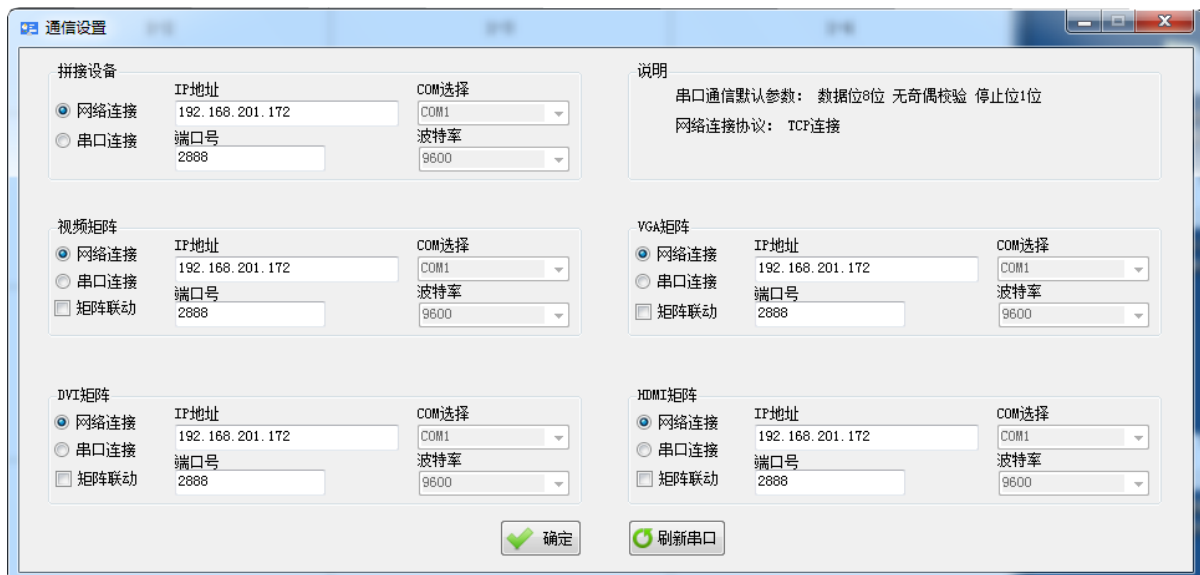 通信设置
拼接设备
网络连接
串口连接
IP地址
192.168.201.172
端口号
2888
COM选择
COM1
波特率
9600
说明
串口通信默认参数: 数据位8位 无奇偶校验 停止位1位
网络连接协议: TCP连接
视频矩阵
网络连接
串口连接
矩阵联动
IP地址
192.168.201.172
端口号
2888
COM选择
COM1
波特率
9600
VGA矩阵
网络连接
串口连接
矩阵联动
IP地址
192.168.201.172
端口号
2888
COM选择
COM1
波特率
9600
DVI矩阵
网络连接
串口连接
矩阵联动
IP地址
192.168.201.172
端口号
2888
COM选择
COM1
波特率
9600
HDMI矩阵
网络连接
串口连接
矩阵联动
IP地址
192.168.201.172
端口号
2888
COM选择
COM1
波特率
9600
确定
刷新串口